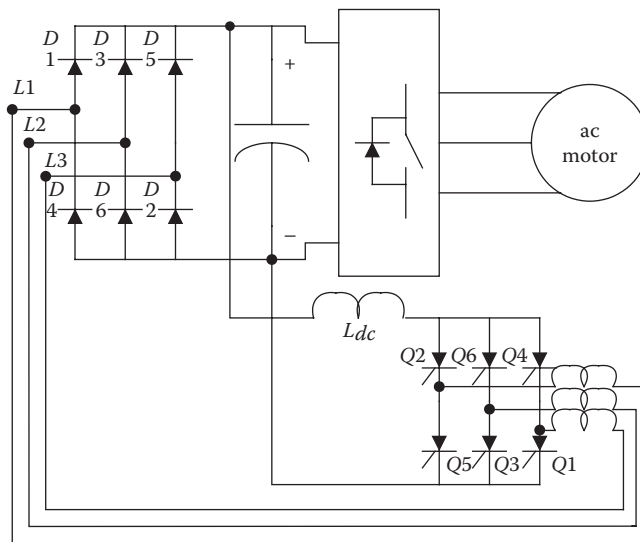 D D D
1 3 5
L1
L2
L3
D D D
4 6 2
+
−
ac
motor
Ldc
Q2 Q6 Q4
Q5 Q3 Q1